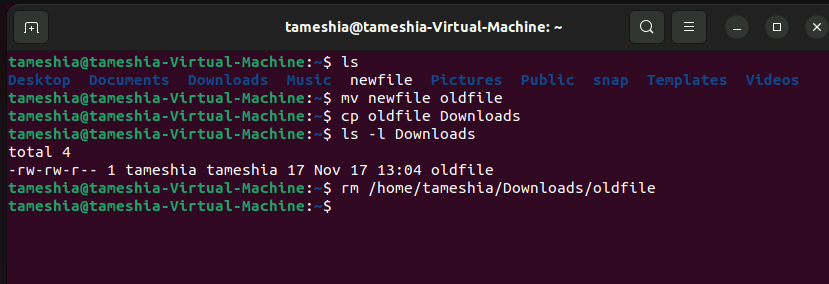 tameshia@tameshia-Virtual-Machine: ~
tameshia@tameshia-Virtual-Machine:~$ ls
Desktop Documents Downloads Music newfile Pictures Public snap Templates Videos
tameshia@tameshia-Virtual-Machine:~$ mv newfile oldfile
tameshia@tameshia-Virtual-Machine:~$ cp oldfile Downloads
tameshia@tameshia-Virtual-Machine:~$ ls -l Downloads
total 4
-rw-rw-r-- 1 tameshia tameshia 17 Nov 17 13:04 oldfile
tameshia@tameshia-Virtual-Machine:~$ rm /home/tameshia/Downloads/oldfile
tameshia@tameshia-Virtual-Machine:~$